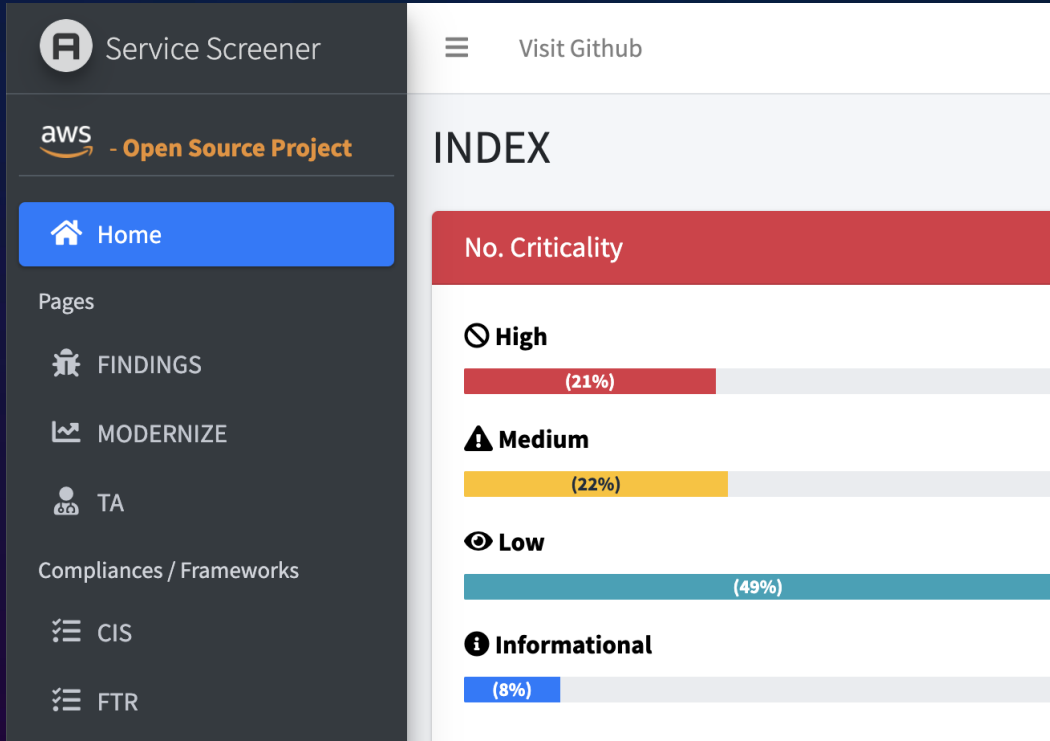 Service Screener
Visit Github
aws - Open Source Project
Home
Pages
FINDINGS
MODERNIZE
TA
Compliances / Frameworks
CIS
FTR
INDEX
No. Criticality
High
(21%)
Medium
(22%)
Low
(49%)
Informational
(8%)